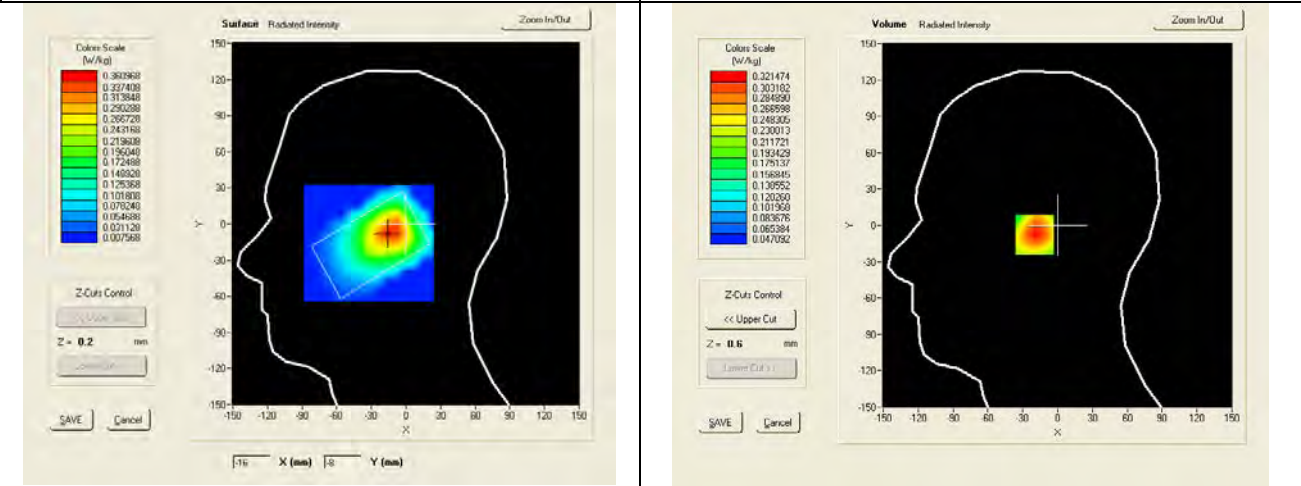 Surface Radiated Intensity
Zoom In/Out
Colors Scale
(W/kg)
0.360968
0.337408
0.313848
0.290288
0.266728
0.243168
0.219608
0.196048
0.172488
0.148928
0.125368
0.101808
0.078248
0.054688
0.031128
0.007568
Z-Cuts Control
Z = 0.2 mm
SAVE
Cancel
150
120
90
60
30
0
-30
-60
-90
-120
-150
Y
-150 -120 -90 -60 -30 0 30 60 90 120 150
X
-16 X (mm) -8 Y (mm)
Volume Radiated Intensity
Zoom In/Out
Colors Scale
(W/kg)
0.321474
0.303182
0.284890
0.266598
0.248305
0.230013
0.211721
0.193429
0.175137
0.156845
0.138552
0.120260
0.101968
0.083676
0.065384
0.047092
Z-Cuts Control
<< Upper Cut
Z = 0.6 mm
Lower Cut >>
SAVE
Cancel
150
120
90
60
30
0
-30
-60
-90
-120
-150
Y
-150 -120 -90 -60 -30 0 30 60 90 120 150
X